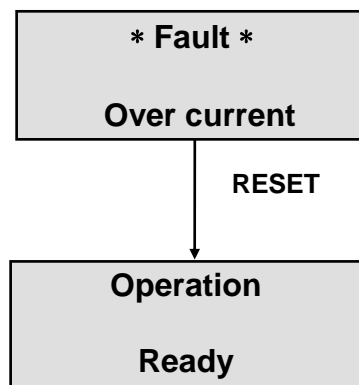 * Fault *
Over current
RESET
Operation
Ready